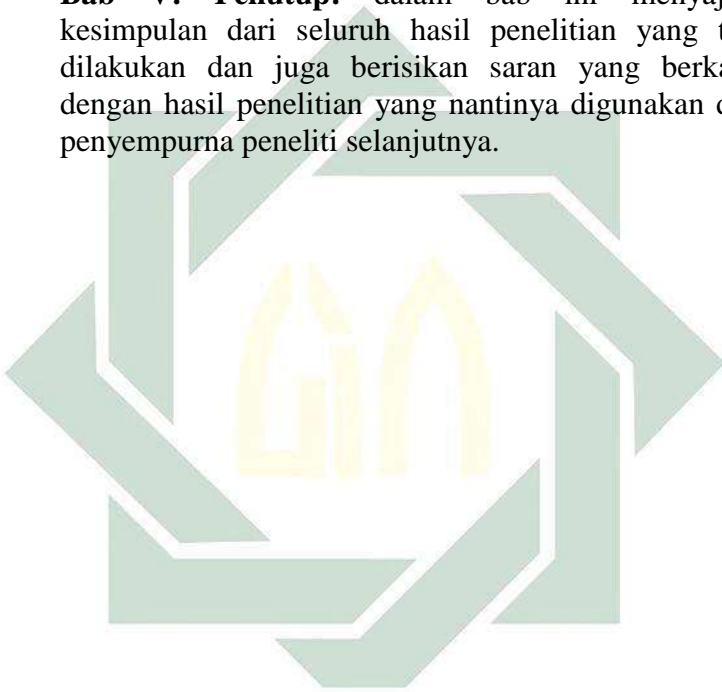 Bab V. Penutup: dalam bab ini menyaj
kesimpulan dari seluruh hasil penelitian yang t
dilakukan dan juga berisikan saran yang berka
dengan hasil penelitian yang nantinya digunakan d
penyempurna peneliti selanjutnya.